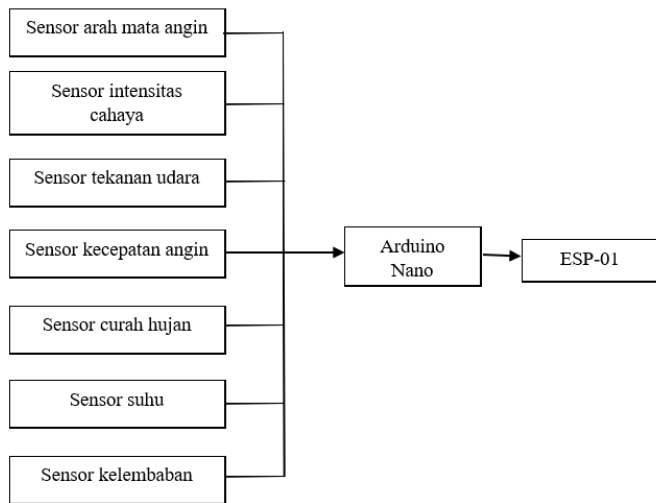 Sensor arah mata angin
Sensor intensitas
cahaya
Sensor tekanan udara
Sensor kecepatan angin
Sensor curah hujan
Sensor suhu
Sensor kelembaban
Arduino
Nano
ESP-01